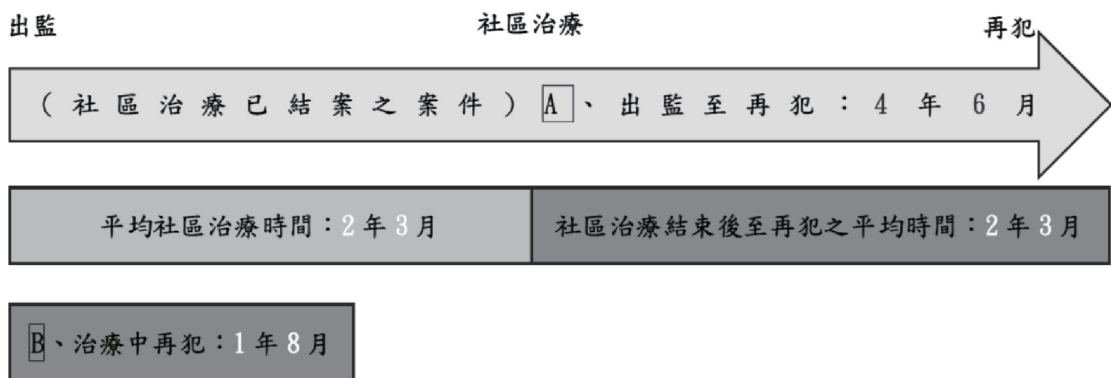 出監 社區治療 再犯
(社區治療已結案之案件)A、出監至再犯：4年6月
平均社區治療時間：2年3月 社區治療結束後至再犯之平均時間：2年3月
B、治療中再犯：1年8月